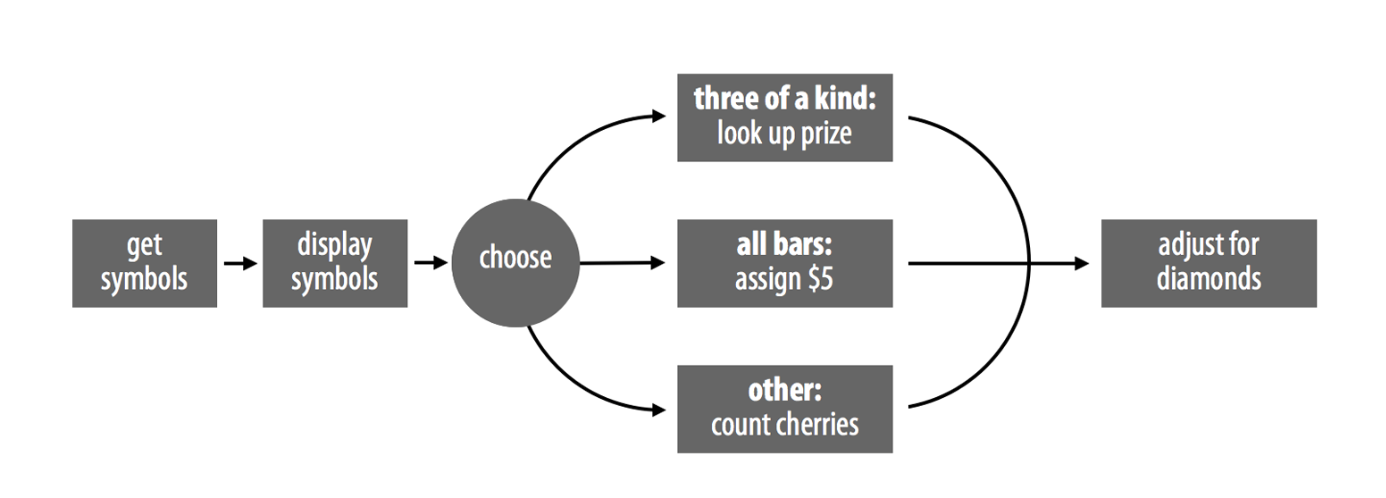 get
symbols
display
symbols
choose
three of a kind:
look up prize
all bars:
assign $5
other:
count cherries
adjust for
diamonds